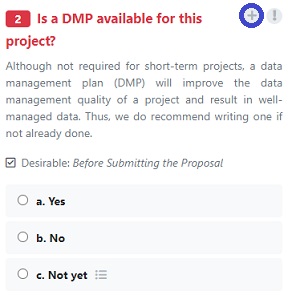 2 Is a DMP available for this
project?
Although not required for short-term projects, a data
management plan (DMP) will improve the data
management quality of a project and result in well-
managed data. Thus, we do recommend writing one if
not already done.
Desirable: Before Submitting the Proposal
a. Yes
b. No
c. Not yet